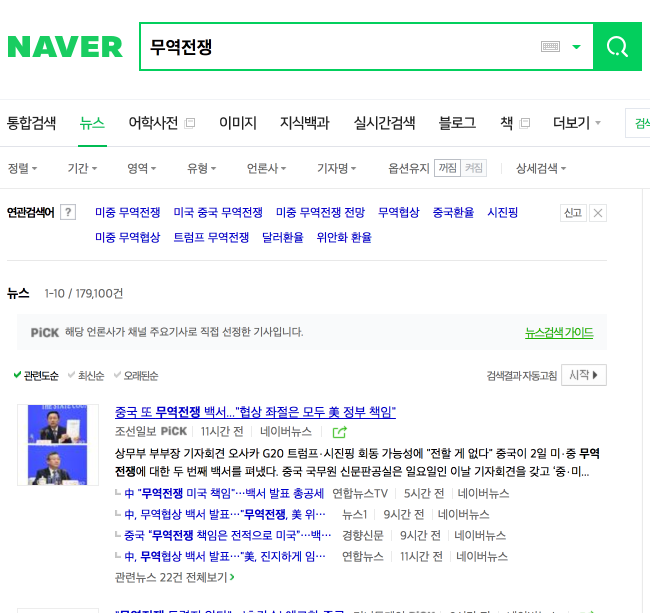 NAVER 무역전쟁
통합검색 뉴스 어학사전 이미지 지식백과 실시간검색 블로그 책 더보기 검색
정렬 기간 영역 유형 언론사 기자명 옵션유지 꺼짐 켜짐 상세검색
연관검색어 ? 미중 무역전쟁 미국 중국 무역전쟁 미중 무역전쟁 전망 무역협상 중국환율 시진핑 신고
미중 무역협상 트럼프 무역전쟁 달러환율 위안화 환율
뉴스 1-10 / 179,100건
PiCK 해당 언론사가 채널 주요기사로 직접 선정한 기사입니다. 뉴스검색 가이드
관련도순 최신순 오래된순 검색결과 자동고침 시작
중국 또 무역전쟁 백서..."협상 좌절은 모두 美 정부 책임"
조선일보 PiCK 11시간 전 네이버뉴스
상무부 부부장 기자회견 오사카 G20 트럼프·시진핑 회동 가능성에 "전할 게 없다" 중국이 2일 미·중 무역
전쟁에 대한 두 번째 백서를 펴냈다. 중국 국무원 신문판공실은 일요일인 이날 기자회견을 갖고 '중·미...
中 "무역전쟁 미국 책임"…백서 발표 총공세 연합뉴스TV 5시간 전 네이버뉴스
中, 무역협상 백서 발표…"무역전쟁, 美 위… 뉴스1 9시간 전 네이버뉴스
중국 "무역전쟁 책임은 전적으로 미국"…백… 경향신문 9시간 전 네이버뉴스
中, 무역협상 백서 발표…"美, 진지하게 임… 연합뉴스 11시간 전 네이버뉴스
관련뉴스 22건 전체보기